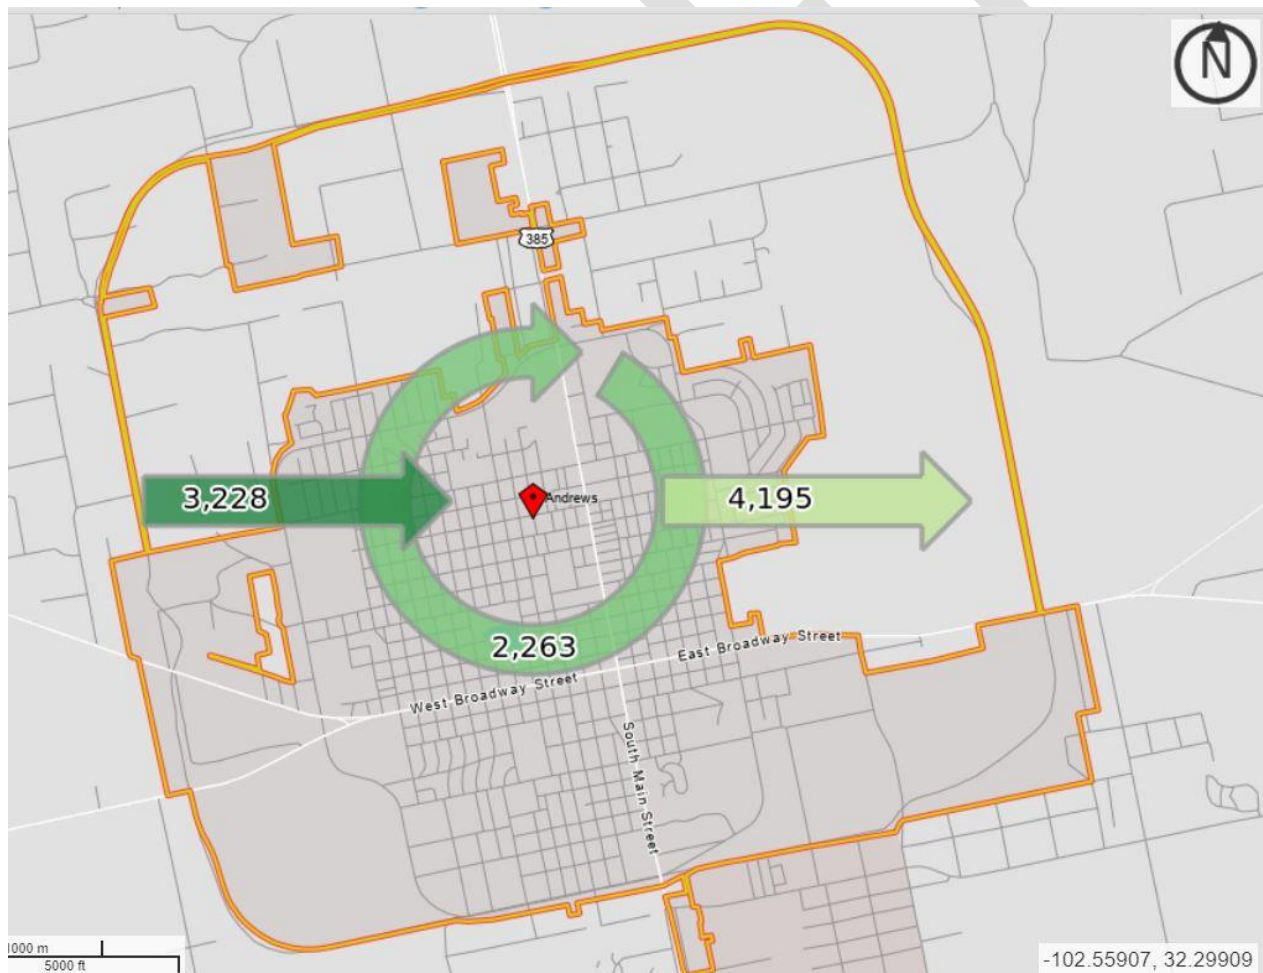 N
385
3,228
Andrews
4,195
2,263
East Broadway Street
West Broadway Street
South Main Street
1000 m
5000 ft
-102.55907, 32.29909